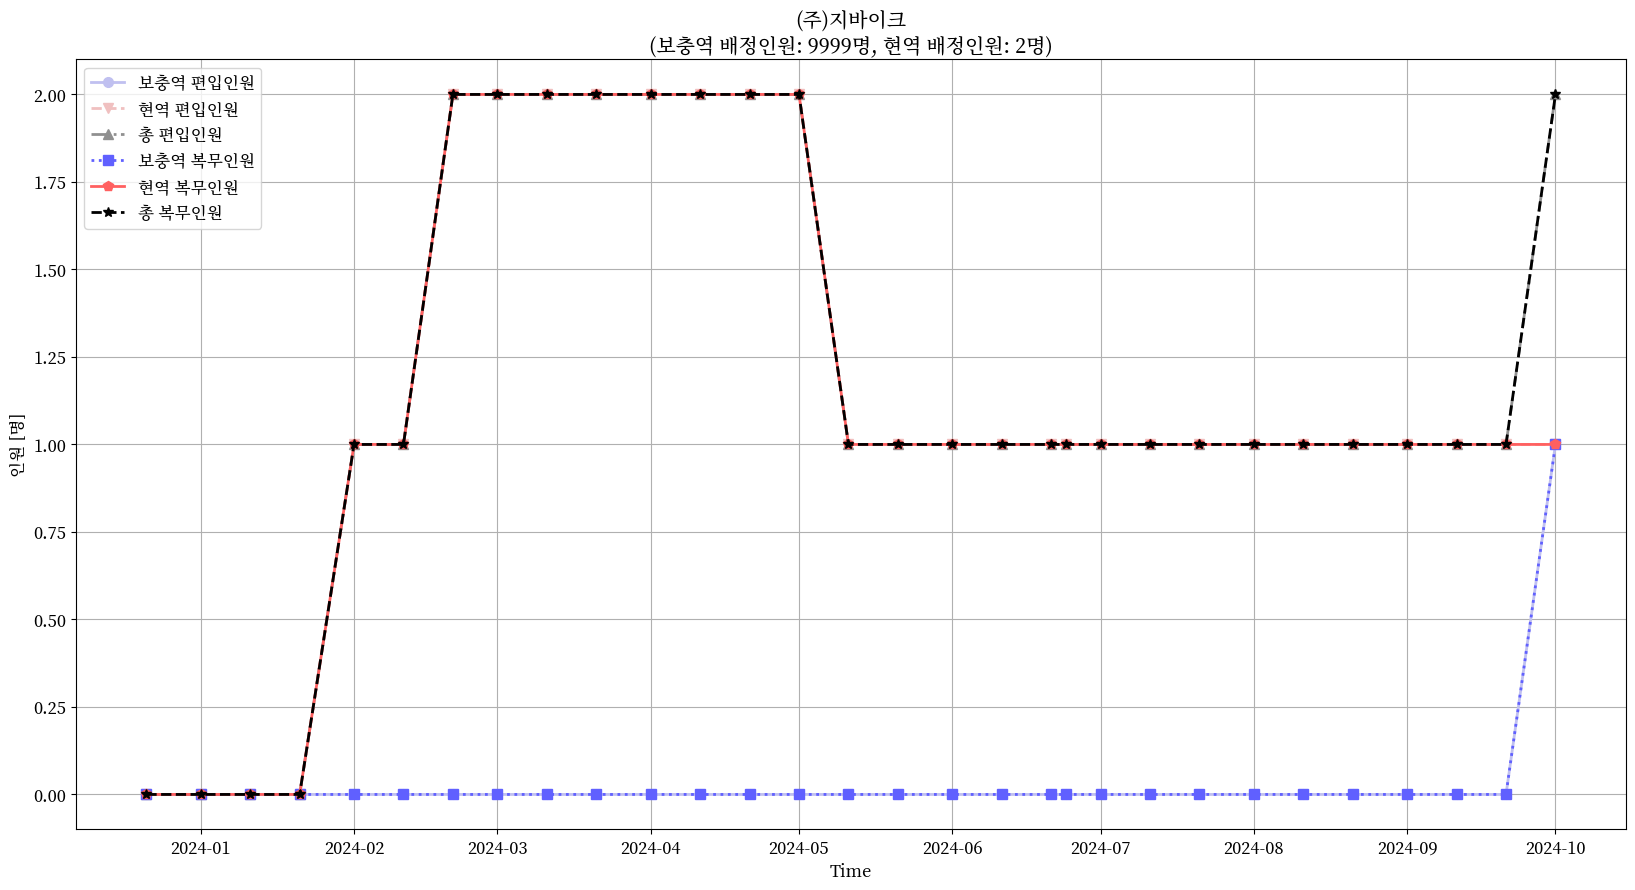 (주)지바이크
(보충역 배정인원: 9999명, 현역 배정인원: 2명)
보충역 편입인원
현역 편입인원
총 편입인원
보충역 복무인원
현역 복무인원
총 복무인원
인원 [명]
2.00
1.75
1.50
1.25
1.00
0.75
0.50
0.25
0.00
2024-01 2024-02 2024-03 2024-04 2024-05 2024-06 2024-07 2024-08 2024-09 2024-10
Time